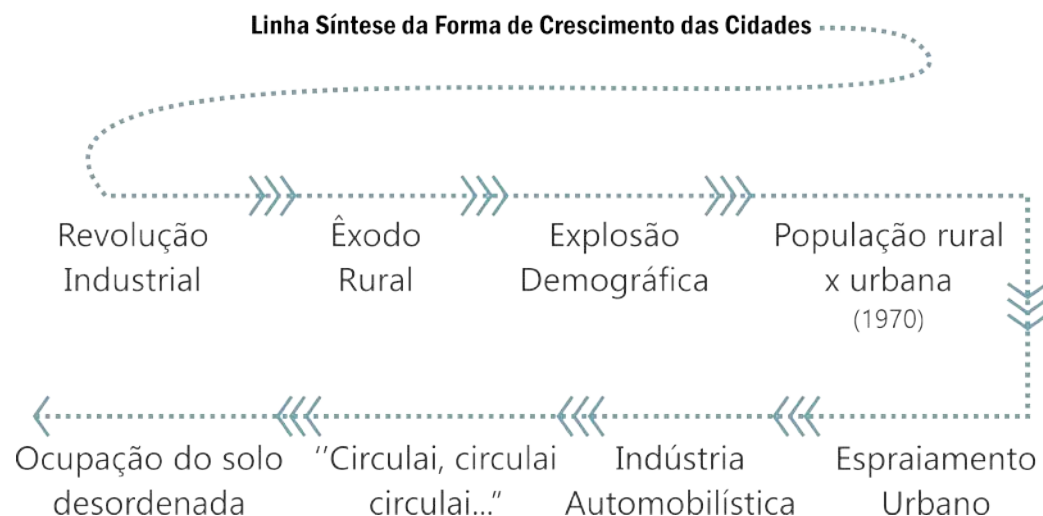 Linha Síntese da Forma de Crescimento das Cidades
Revolução
Industrial
Êxodo
Rural
Explosão
Demográfica
População rural
x urbana
(1970)
Espraiamento
Urbano
Indústria
Automobilística
‘’Circulai, circulai
circulai...”
Ocupação do solo
desordenada